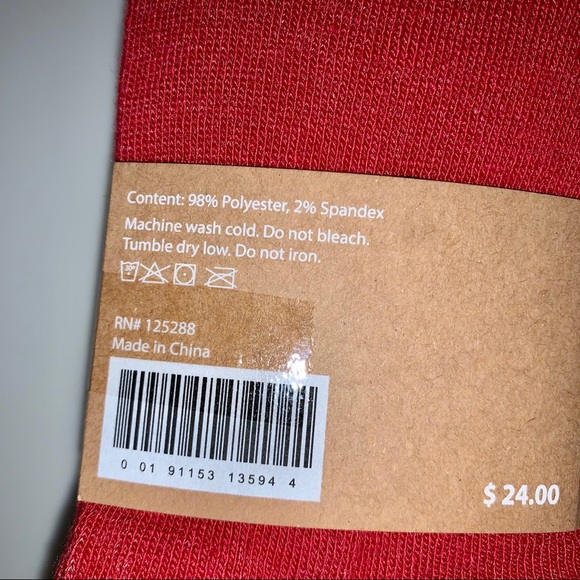 Content: 98% Polyester, 2% Spandex
Machine wash cold. Do not bleach.
Tumble dry low. Do not iron.
RN# 125288
Made in China
0 01 91153 13594 4
$ 24.00